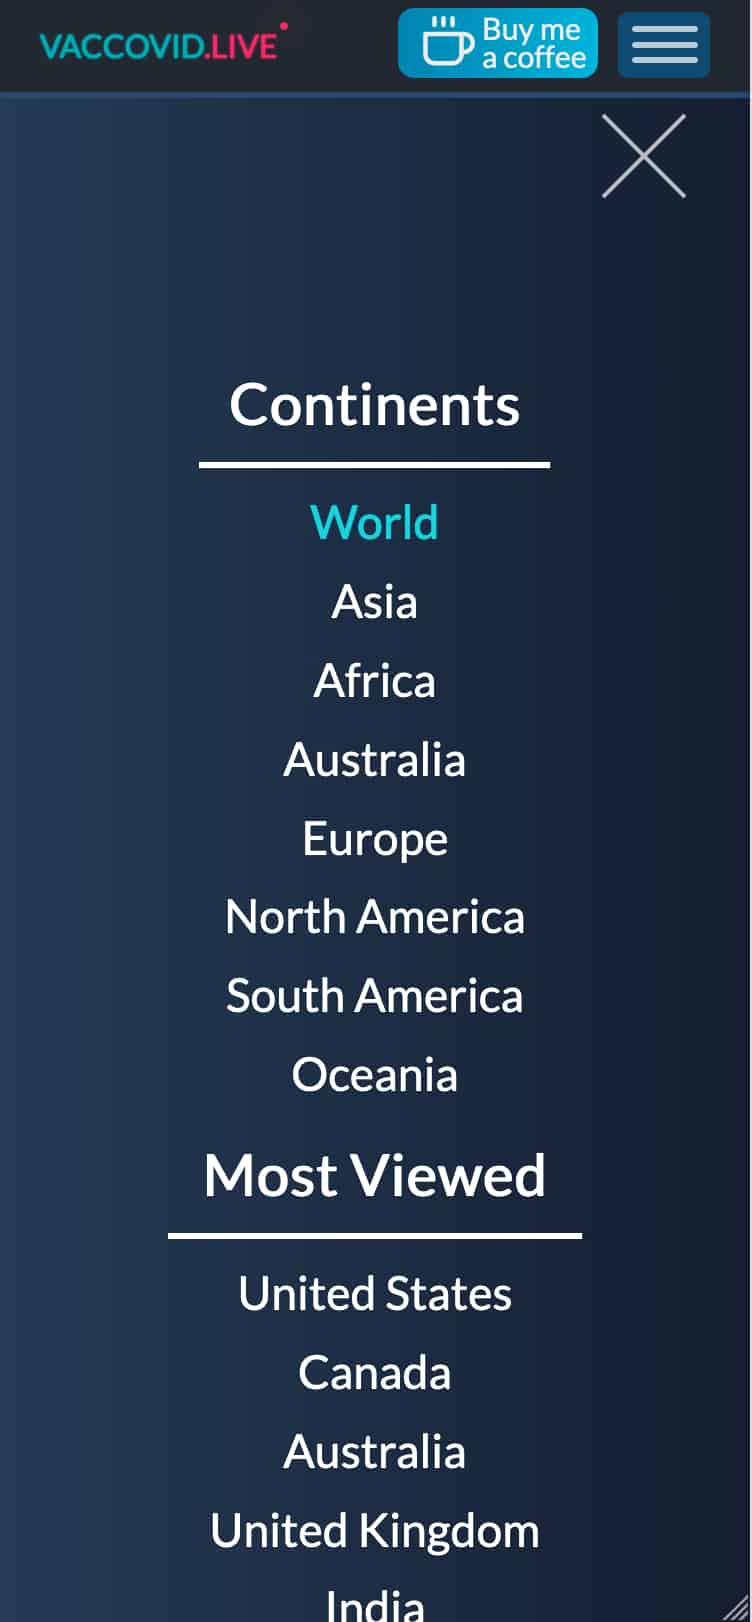 VACCOVID.LIVE
Buy me
a coffee
Continents
World
Asia
Africa
Australia
Europe
North America
South America
Oceania
Most Viewed
United States
Canada
Australia
United Kingdom
India